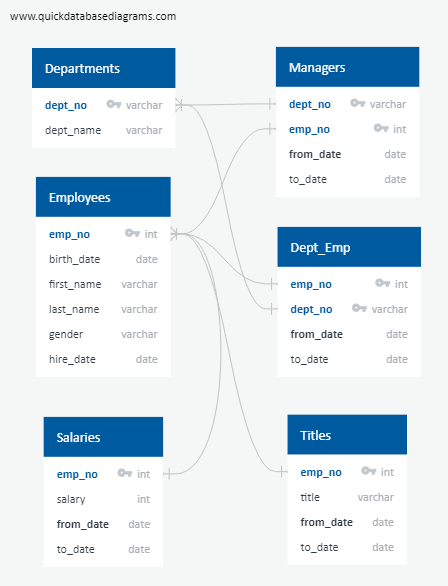 www.quickdatabasediagrams.com
Departments
dept_no varchar
dept_name varchar
Managers
dept_no varchar
emp_no int
from_date date
to_date date
Employees
emp_no int
birth_date date
first_name varchar
last_name varchar
gender varchar
hire_date date
Dept_Emp
emp_no int
dept_no varchar
from_date date
to_date date
Salaries
emp_no int
salary int
from_date date
to_date date
Titles
emp_no int
title varchar
from_date date
to_date date